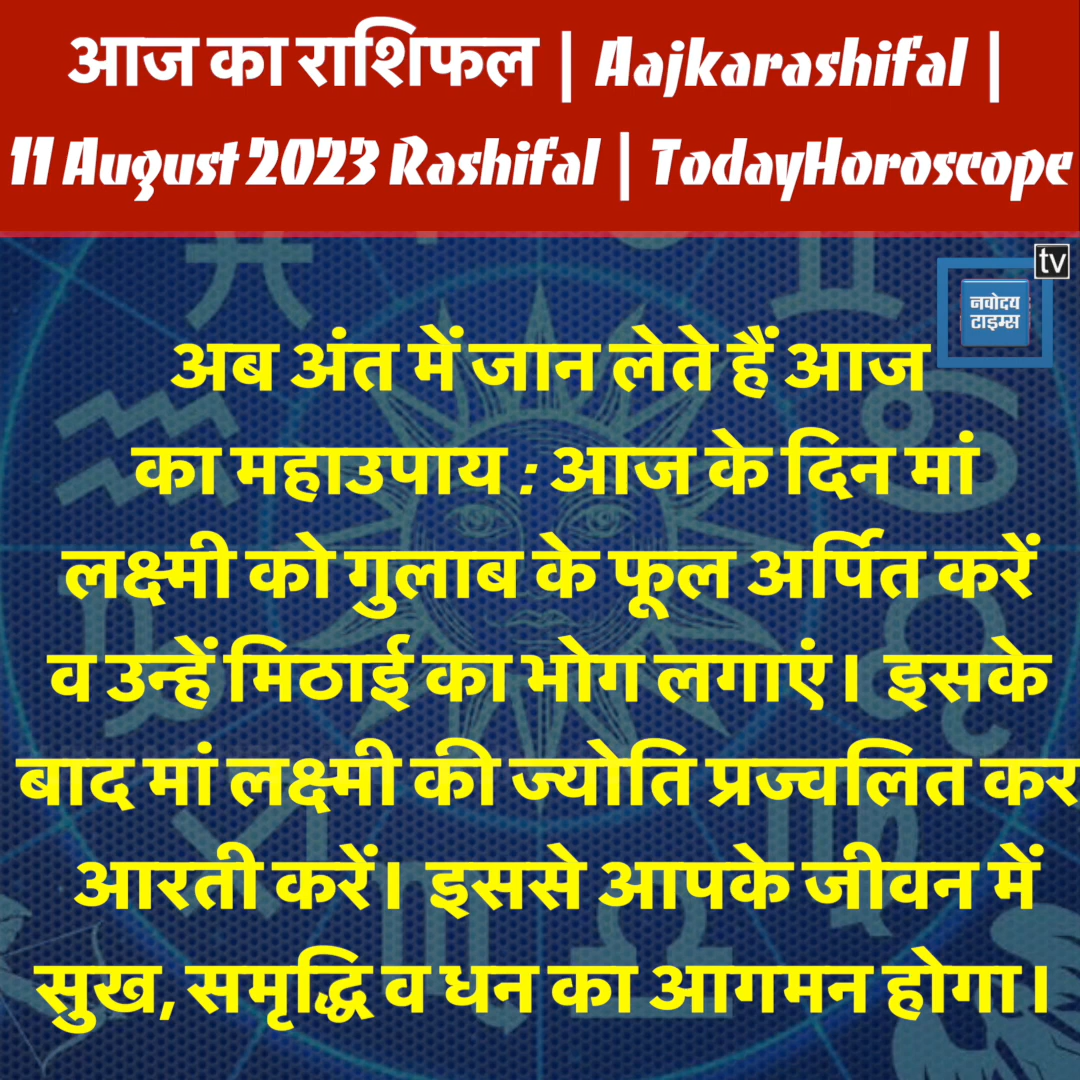 आज का राशिफल | Aajkarashifal |
11 August 2023 Rashifal | TodayHoroscope
tv
नवोदय
टाइम्स
अब अंत में जान लेते हैं आज
का महाउपाय : आज के दिन मां
लक्ष्मी को गुलाब के फूल अर्पित करें
व उन्हें मिठाई का भोग लगाएं। इसके
बाद मां लक्ष्मी की ज्योति प्रज्वलित कर
आरती करें। इससे आपके जीवन में
सुख, समृद्धि व धन का आगमन होगा।